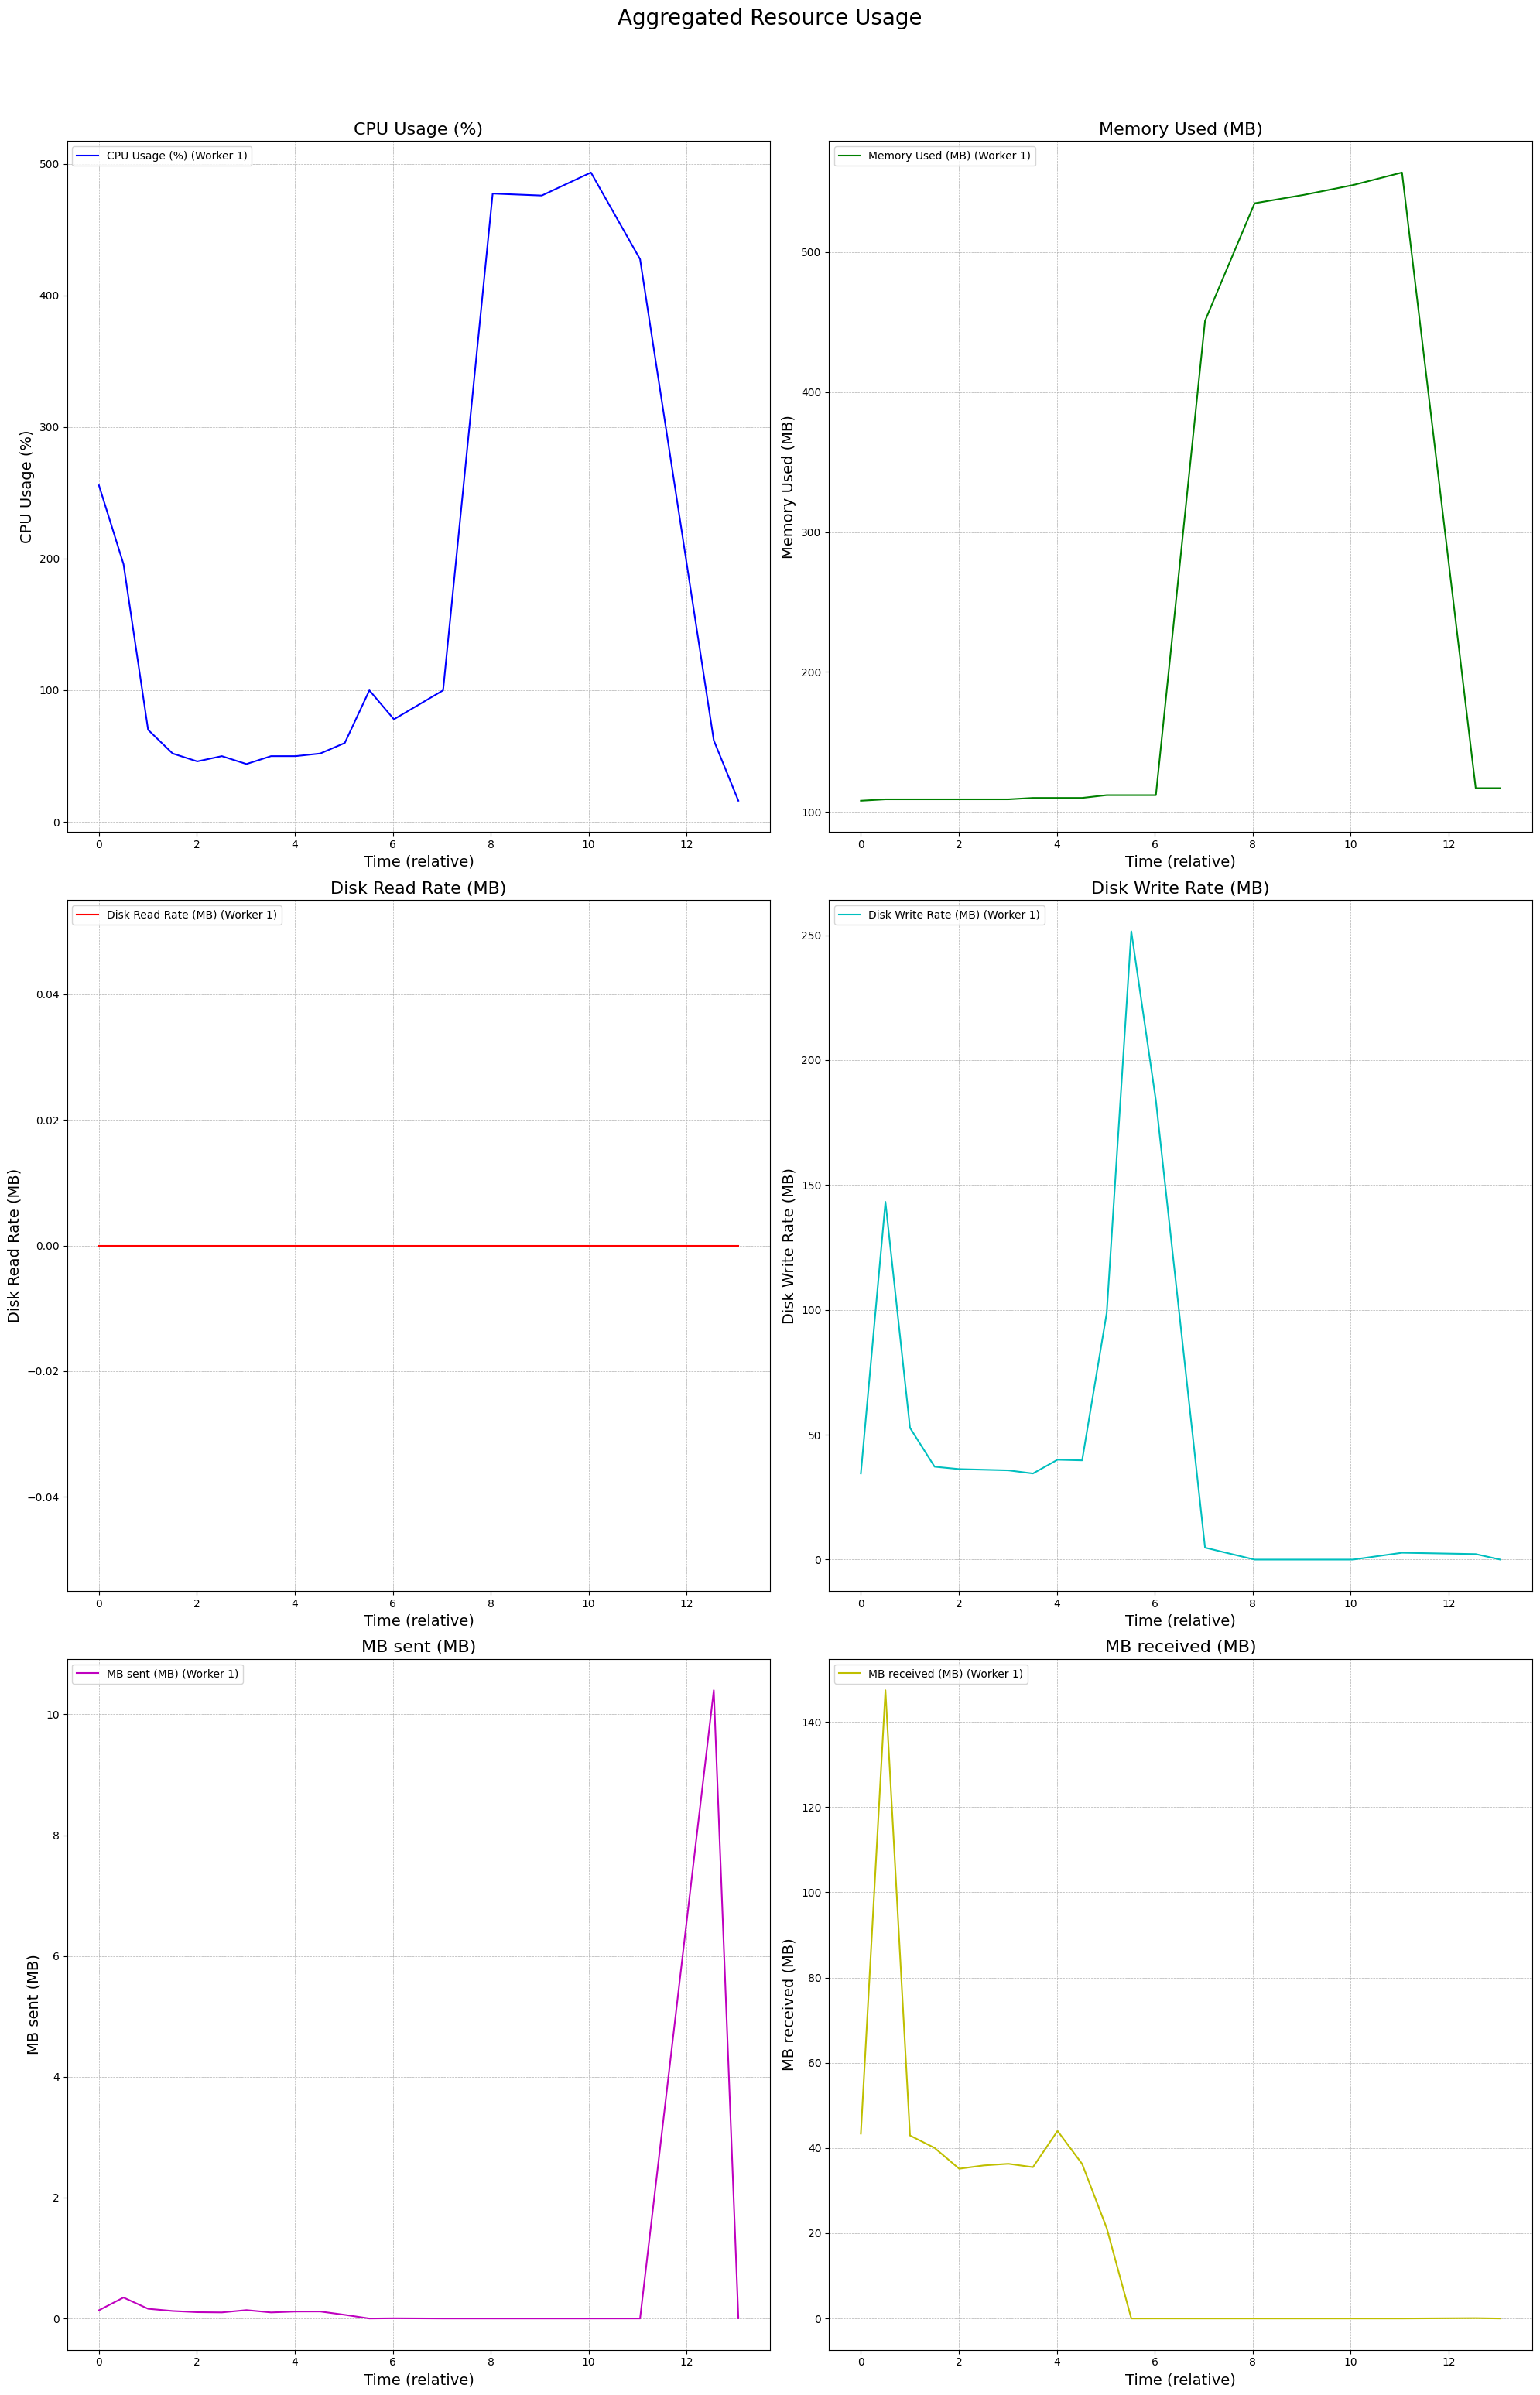 Aggregated Resource Usage
CPU Usage (%)
CPU Usage (%) (Worker 1)
CPU Usage (%)
500
400
300
200
100
0
0 2 4 6 8 10 12
Time (relative)
Memory Used (MB)
Memory Used (MB) (Worker 1)
Memory Used (MB)
500
400
300
200
100
0 2 4 6 8 10 12
Time (relative)
Disk Read Rate (MB)
Disk Read Rate (MB) (Worker 1)
Disk Read Rate (MB)
0.04
0.02
0.00
−0.02
−0.04
0 2 4 6 8 10 12
Time (relative)
Disk Write Rate (MB)
Disk Write Rate (MB) (Worker 1)
Disk Write Rate (MB)
250
200
150
100
50
0
0 2 4 6 8 10 12
Time (relative)
MB sent (MB)
MB sent (MB) (Worker 1)
MB sent (MB)
10
8
6
4
2
0
0 2 4 6 8 10 12
Time (relative)
MB received (MB)
MB received (MB) (Worker 1)
MB received (MB)
140
120
100
80
60
40
20
0
0 2 4 6 8 10 12
Time (relative)